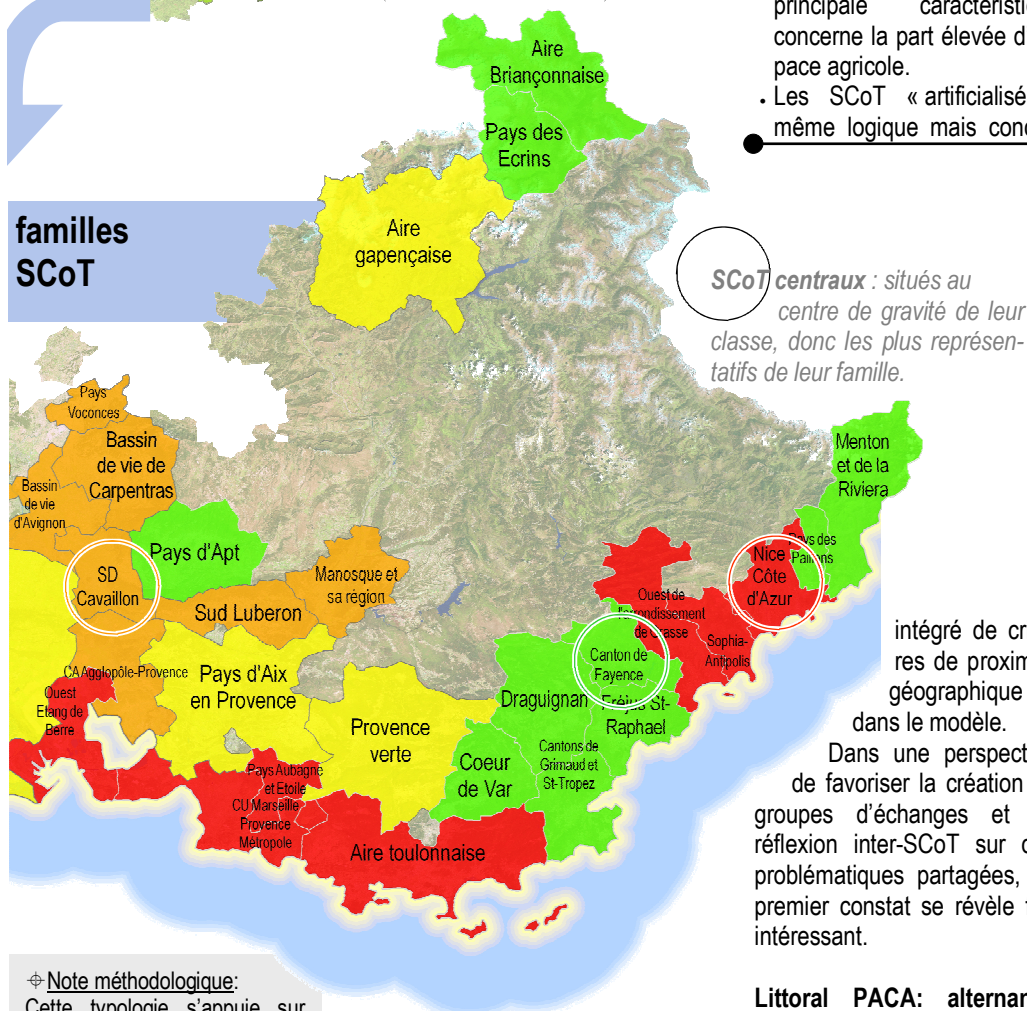 principale
concerne la part élevée
pace agricole.
Les SCoT «
même logique mais
familles
SCoT
Aire
Briançonnaise
Pays des
Ecrins
Aire
gapençaise
SCoT centraux : situés au
centre de gravité de leur
classe, donc les plus représen-
tatifs de leur famille.
Pays
Voconces
Bassin
de vie de
Carpentras
Bassin
de vie
d'Avignon
Pays d'Apt
SD
Cavaillon
Manosque et
sa région
Sud Luberon
CA Agglopôle-Provence
Ouest
Etang de
Berre
Pays d'Aix
en Provence
Provence
verte
Pays Aubagne
et Etoile
CU Marseille
Provence
Métropole
Aire toulonnaise
Coeur
de Var
Draguignan
Cantons de
Grimaud et
St-Tropez
Fréjus St-
Raphael
Canton de
Fayence
Ouest de
l'arrondissement
de Grasse
Sophia-
Antipolis
Nice
Côte
d'Azur
Pays des
Paillons
Menton
et de la
Riviera
intégré de
res de
géographique
dans le modèle.
Dans une
de favoriser la création
groupes d'échanges et
réflexion inter-SCoT sur
problématiques partagées,
premier constat se révèle
intéressant.
Littoral PACA:
Note méthodologique:
Cette typologie s'appuie sur